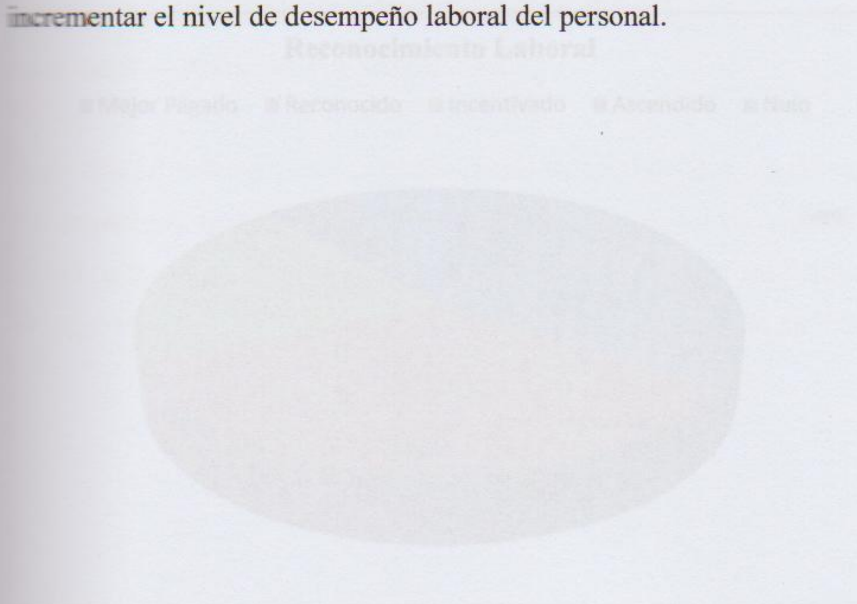 incrementar el nivel de desempeño laboral del personal.
Reconocimiento Laboral
Mejor Pagado Reconocido Incentivado Ascendido Nulo